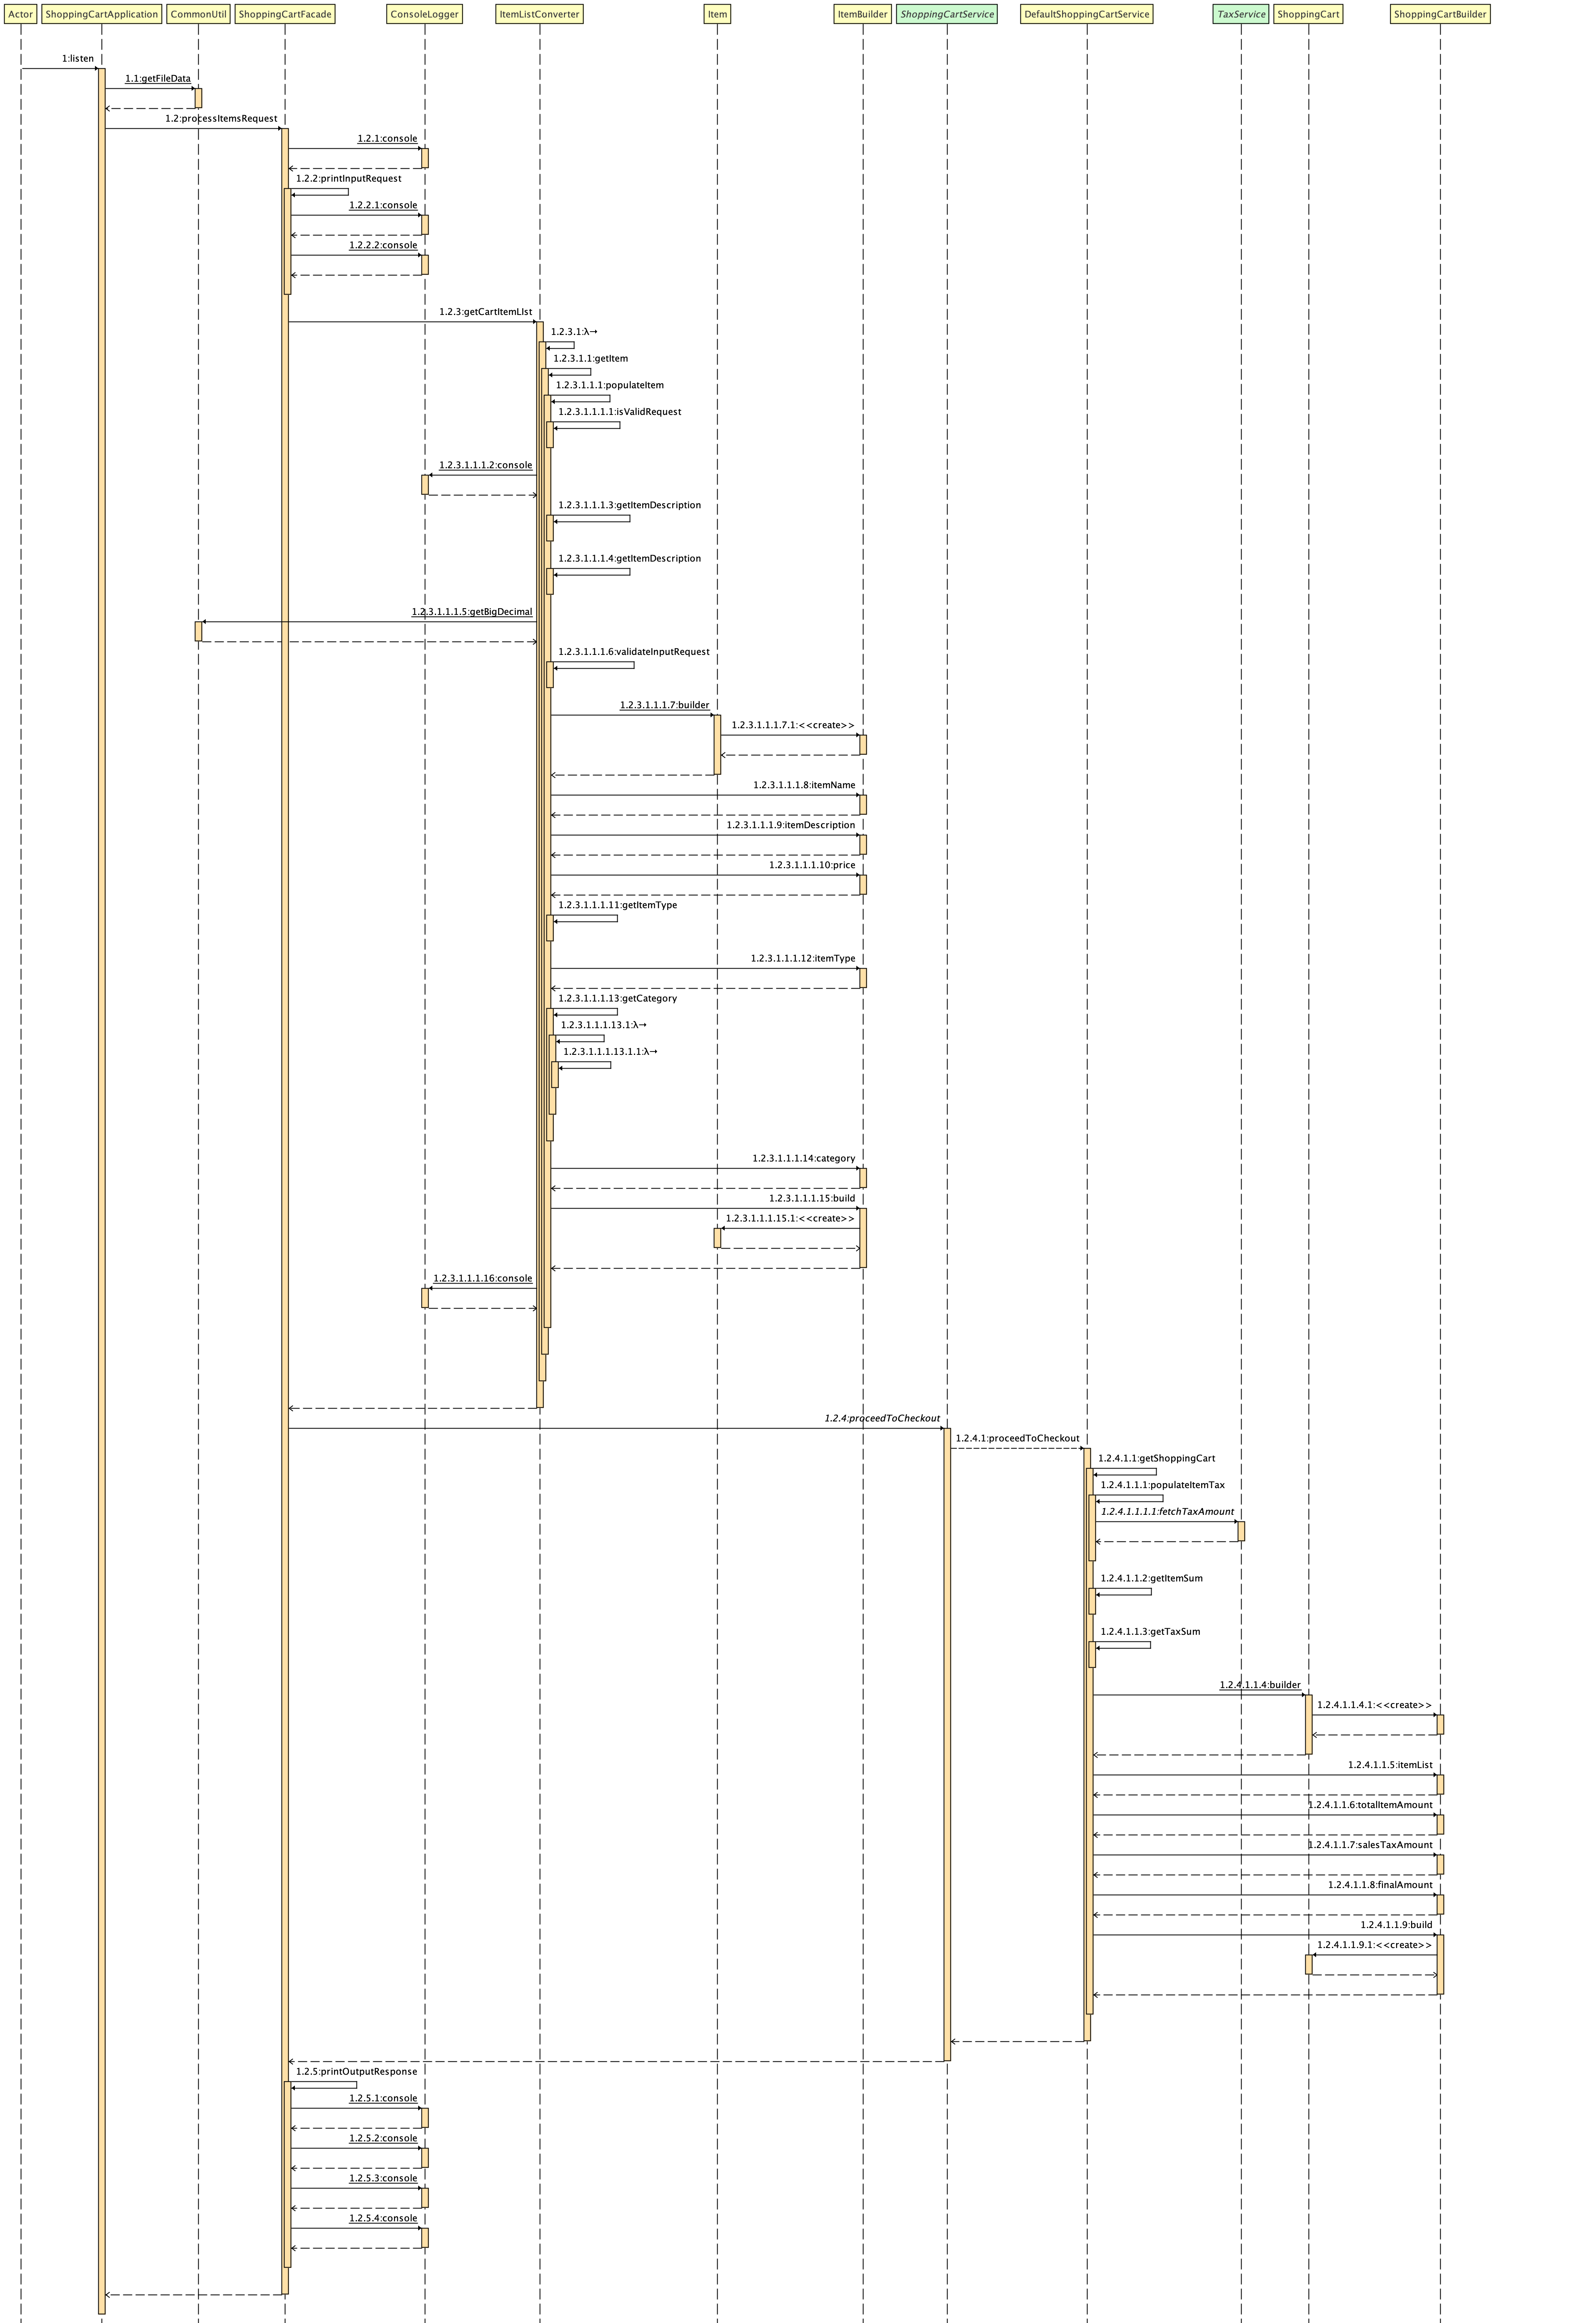 Actor
ShoppingCartApplication
CommonUtil
ShoppingCartFacade
ConsoleLogger
ItemListConverter
Item
ItemBuilder
ShoppingCartService
DefaultShoppingCartService
TaxService
ShoppingCart
ShoppingCartBuilder
1:listen
1.1:getFileData
1.2:processItemsRequest
1.2.1:console
1.2.2:printInputRequest
1.2.2.1:console
1.2.2.2:console
1.2.3:getCartItemLIst
1.2.3.1:λ→
1.2.3.1.1:getItem
1.2.3.1.1.1:populateItem
1.2.3.1.1.1.1:isValidRequest
1.2.3.1.1.1.2:console
1.2.3.1.1.1.3:getItemDescription
1.2.3.1.1.1.4:getItemDescription
1.2.3.1.1.1.5:getBigDecimal
1.2.3.1.1.1.6:validateInputRequest
1.2.3.1.1.1.7:builder
1.2.3.1.1.1.7.1:<<create>>
1.2.3.1.1.1.8:itemName
1.2.3.1.1.1.9:itemDescription
1.2.3.1.1.1.10:price
1.2.3.1.1.1.11:getItemType
1.2.3.1.1.1.12:itemType
1.2.3.1.1.1.13:getCategory
1.2.3.1.1.1.13.1:λ→
1.2.3.1.1.1.13.1.1:λ→
1.2.3.1.1.1.14:category
1.2.3.1.1.1.15:build
1.2.3.1.1.1.15.1:<<create>>
1.2.3.1.1.1.16:console
1.2.4:proceedToCheckout
1.2.4.1:proceedToCheckout
1.2.4.1.1:getShoppingCart
1.2.4.1.1.1:populateItemTax
1.2.4.1.1.1.1:fetchTaxAmount
1.2.4.1.1.2:getItemSum
1.2.4.1.1.3:getTaxSum
1.2.4.1.1.4:builder
1.2.4.1.1.4.1:<<create>>
1.2.4.1.1.5:itemList
1.2.4.1.1.6:totalItemAmount
1.2.4.1.1.7:salesTaxAmount
1.2.4.1.1.8:finalAmount
1.2.4.1.1.9:build
1.2.4.1.1.9.1:<<create>>
1.2.5:printOutputResponse
1.2.5.1:console
1.2.5.2:console
1.2.5.3:console
1.2.5.4:console